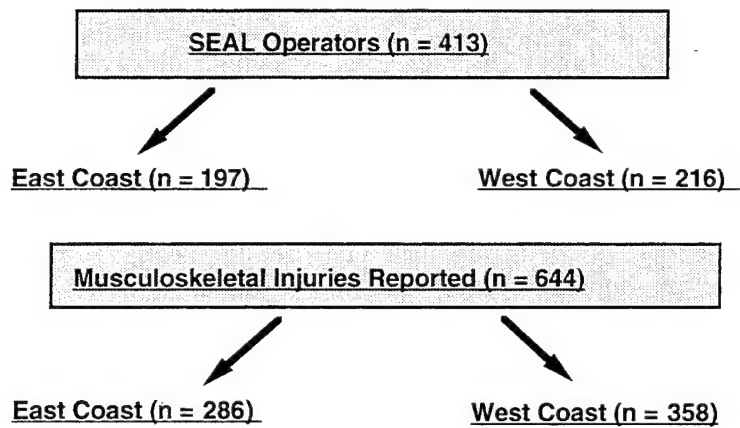 SEAL Operators (n = 413)
East Coast (n = 197)
West Coast (n = 216)
Musculoskeletal Injuries Reported (n = 644)
East Coast (n = 286)
West Coast (n = 358)